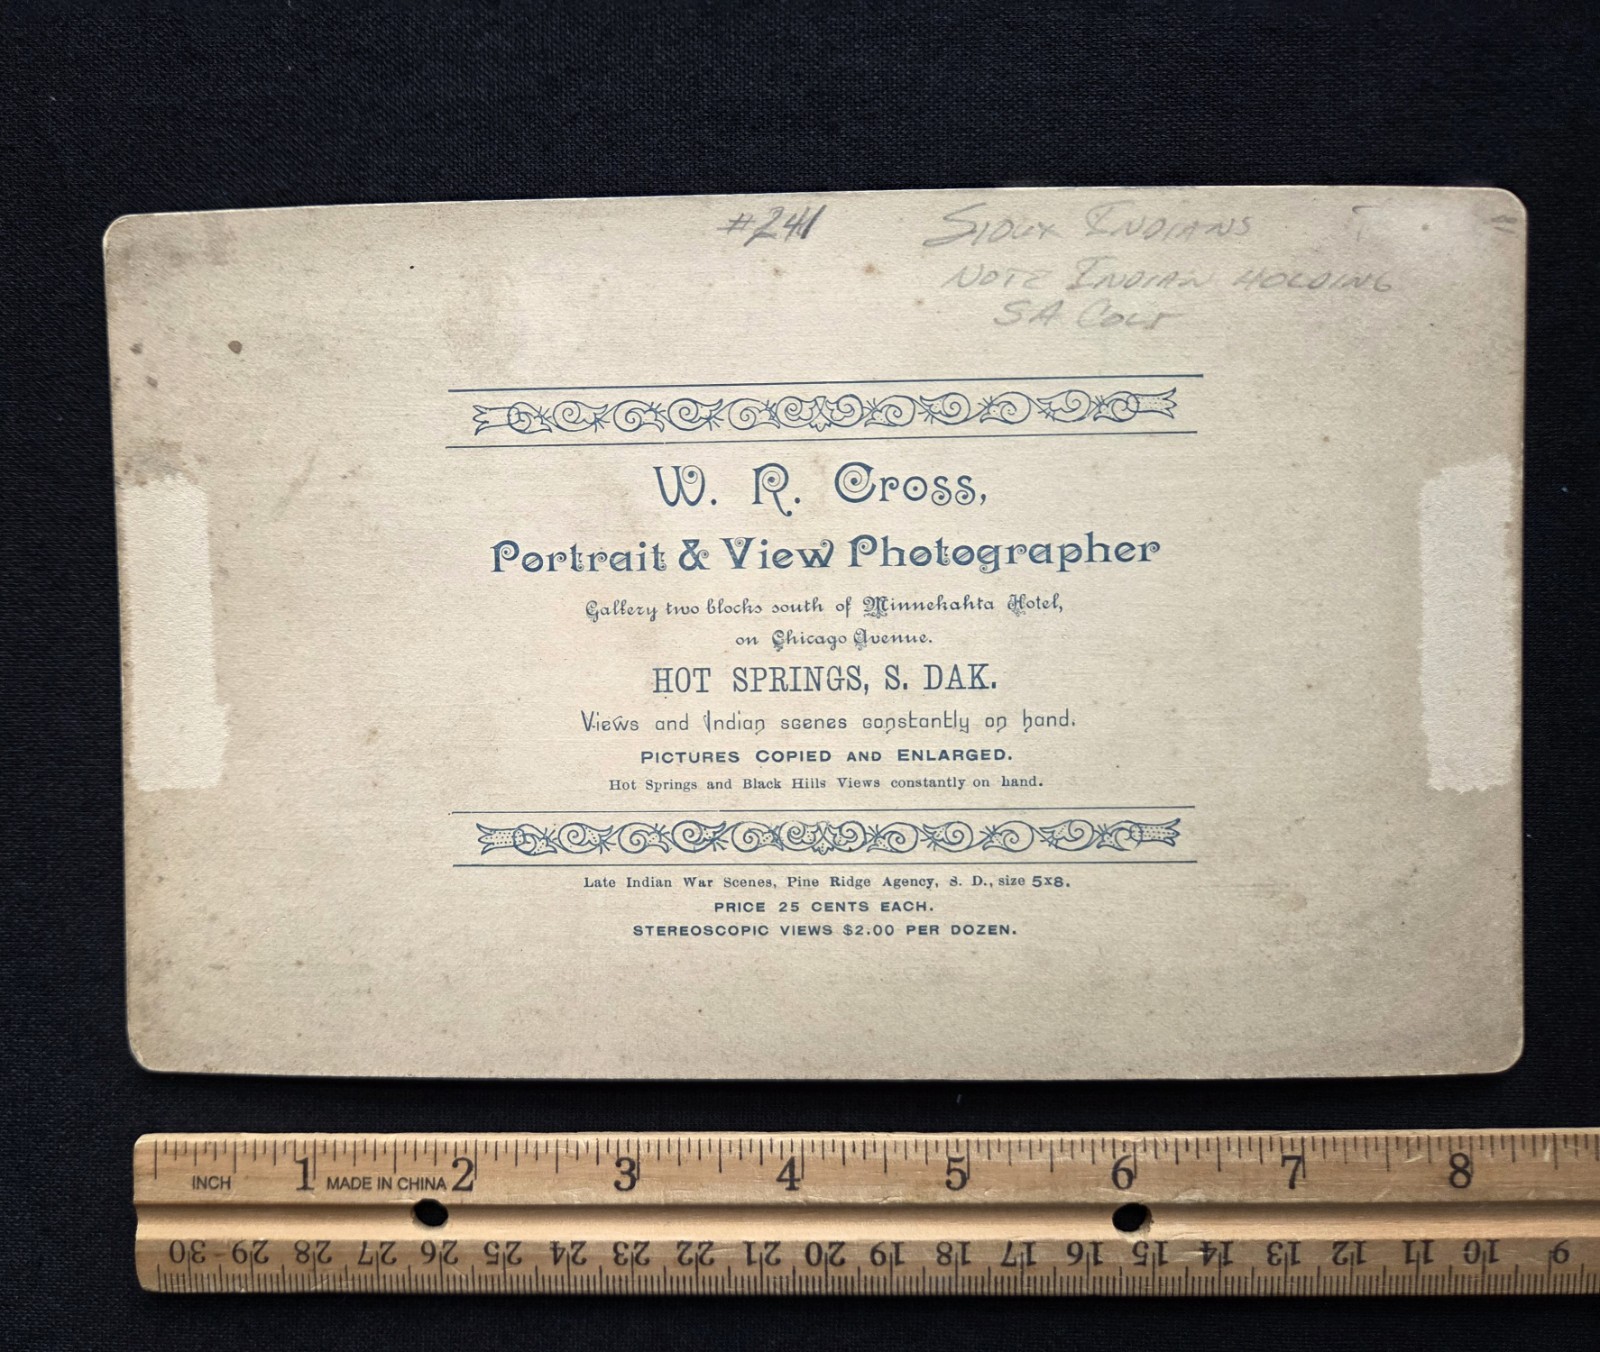 #241
SIOUX INDIANS
NOTE INDIAN HOLDING
SA COLT
W. R. Cross,
Portrait & View Photographer
Gallery two blocks south of Minnekahta Hotel,
on Chicago Avenue.
HOT SPRINGS, S. DAK.
Views and Indian scenes constantly on hand.
PICTURES COPIED AND ENLARGED.
Hot Springs and Black Hills Views constantly on hand.
Late Indian War Scenes, Pine Ridge Agency, S. D., size 5x8.
PRICE 25 CENTS EACH.
STEREOSCOPIC VIEWS $2.00 PER DOZEN.
1 2 3 4 5 6 7 8
INCH MADE IN CHINA
30 29 28 27 26 25 24 23 22 21 20 19 18 17 16 15 14 13 12 11 10 9